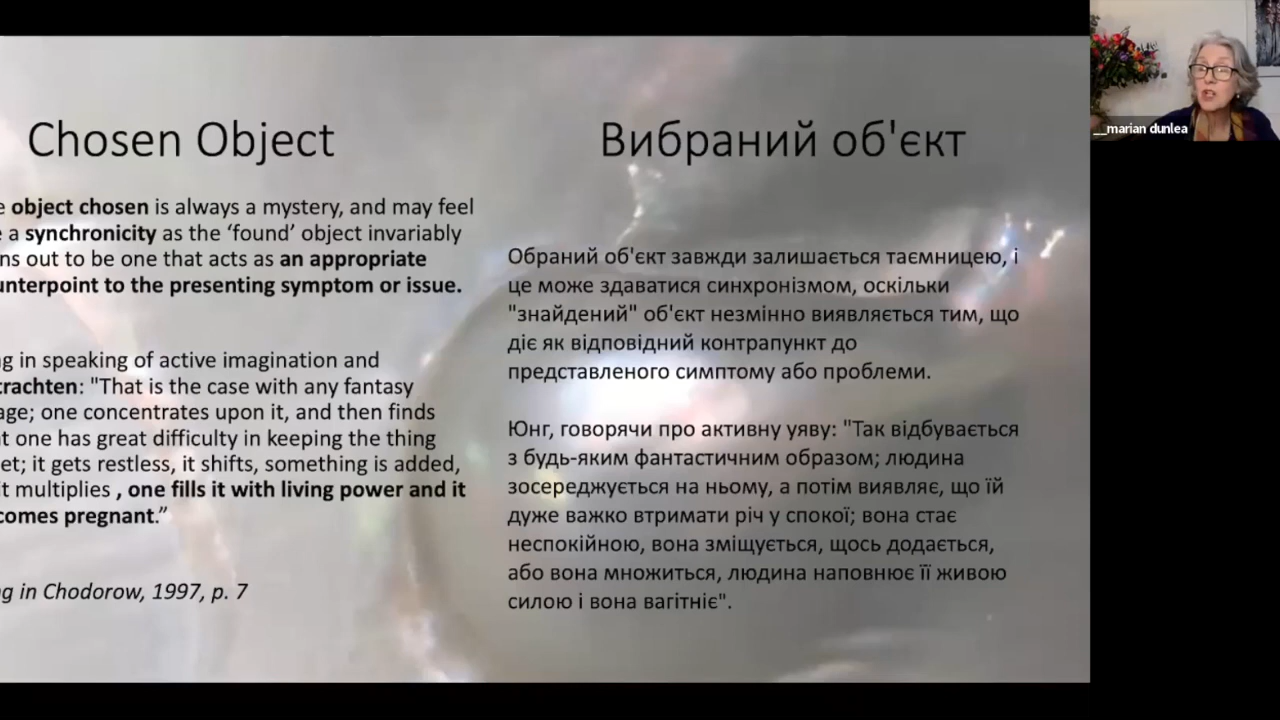 Chosen Object
object chosen is always a mystery, and may feel
a synchronicity as the ‘found’ object invariably
out to be one that acts as an appropriate
to the presenting symptom or issue.
in speaking of active imagination and
: "That is the case with any fantasy
; one concentrates upon it, and then finds
one has great difficulty in keeping the thing
; it gets restless, it shifts, something is added,
it multiplies , one fills it with living power and it
pregnant.”
in Chodorow, 1997, p. 7
Вибраний об'єкт
Обраний об'єкт завжди залишається таємницею, і
це може здаватися синхронізмом, оскільки
"знайдений" об'єкт незмінно виявляється тим, що
діє як відповідний контрапункт до
представленого симптому або проблеми.
Юнг, говорячи про активну уяву: "Так відбувається
з будь-яким фантастичним образом; людина
зосереджується на ньому, а потім виявляє, що їй
дуже важко втримати річ у спокої; вона стає
неспокійною, вона зміщується, щось додається,
або вона множиться, людина наповнює її живою
силою і вона вагітніє".
__marian dunlea